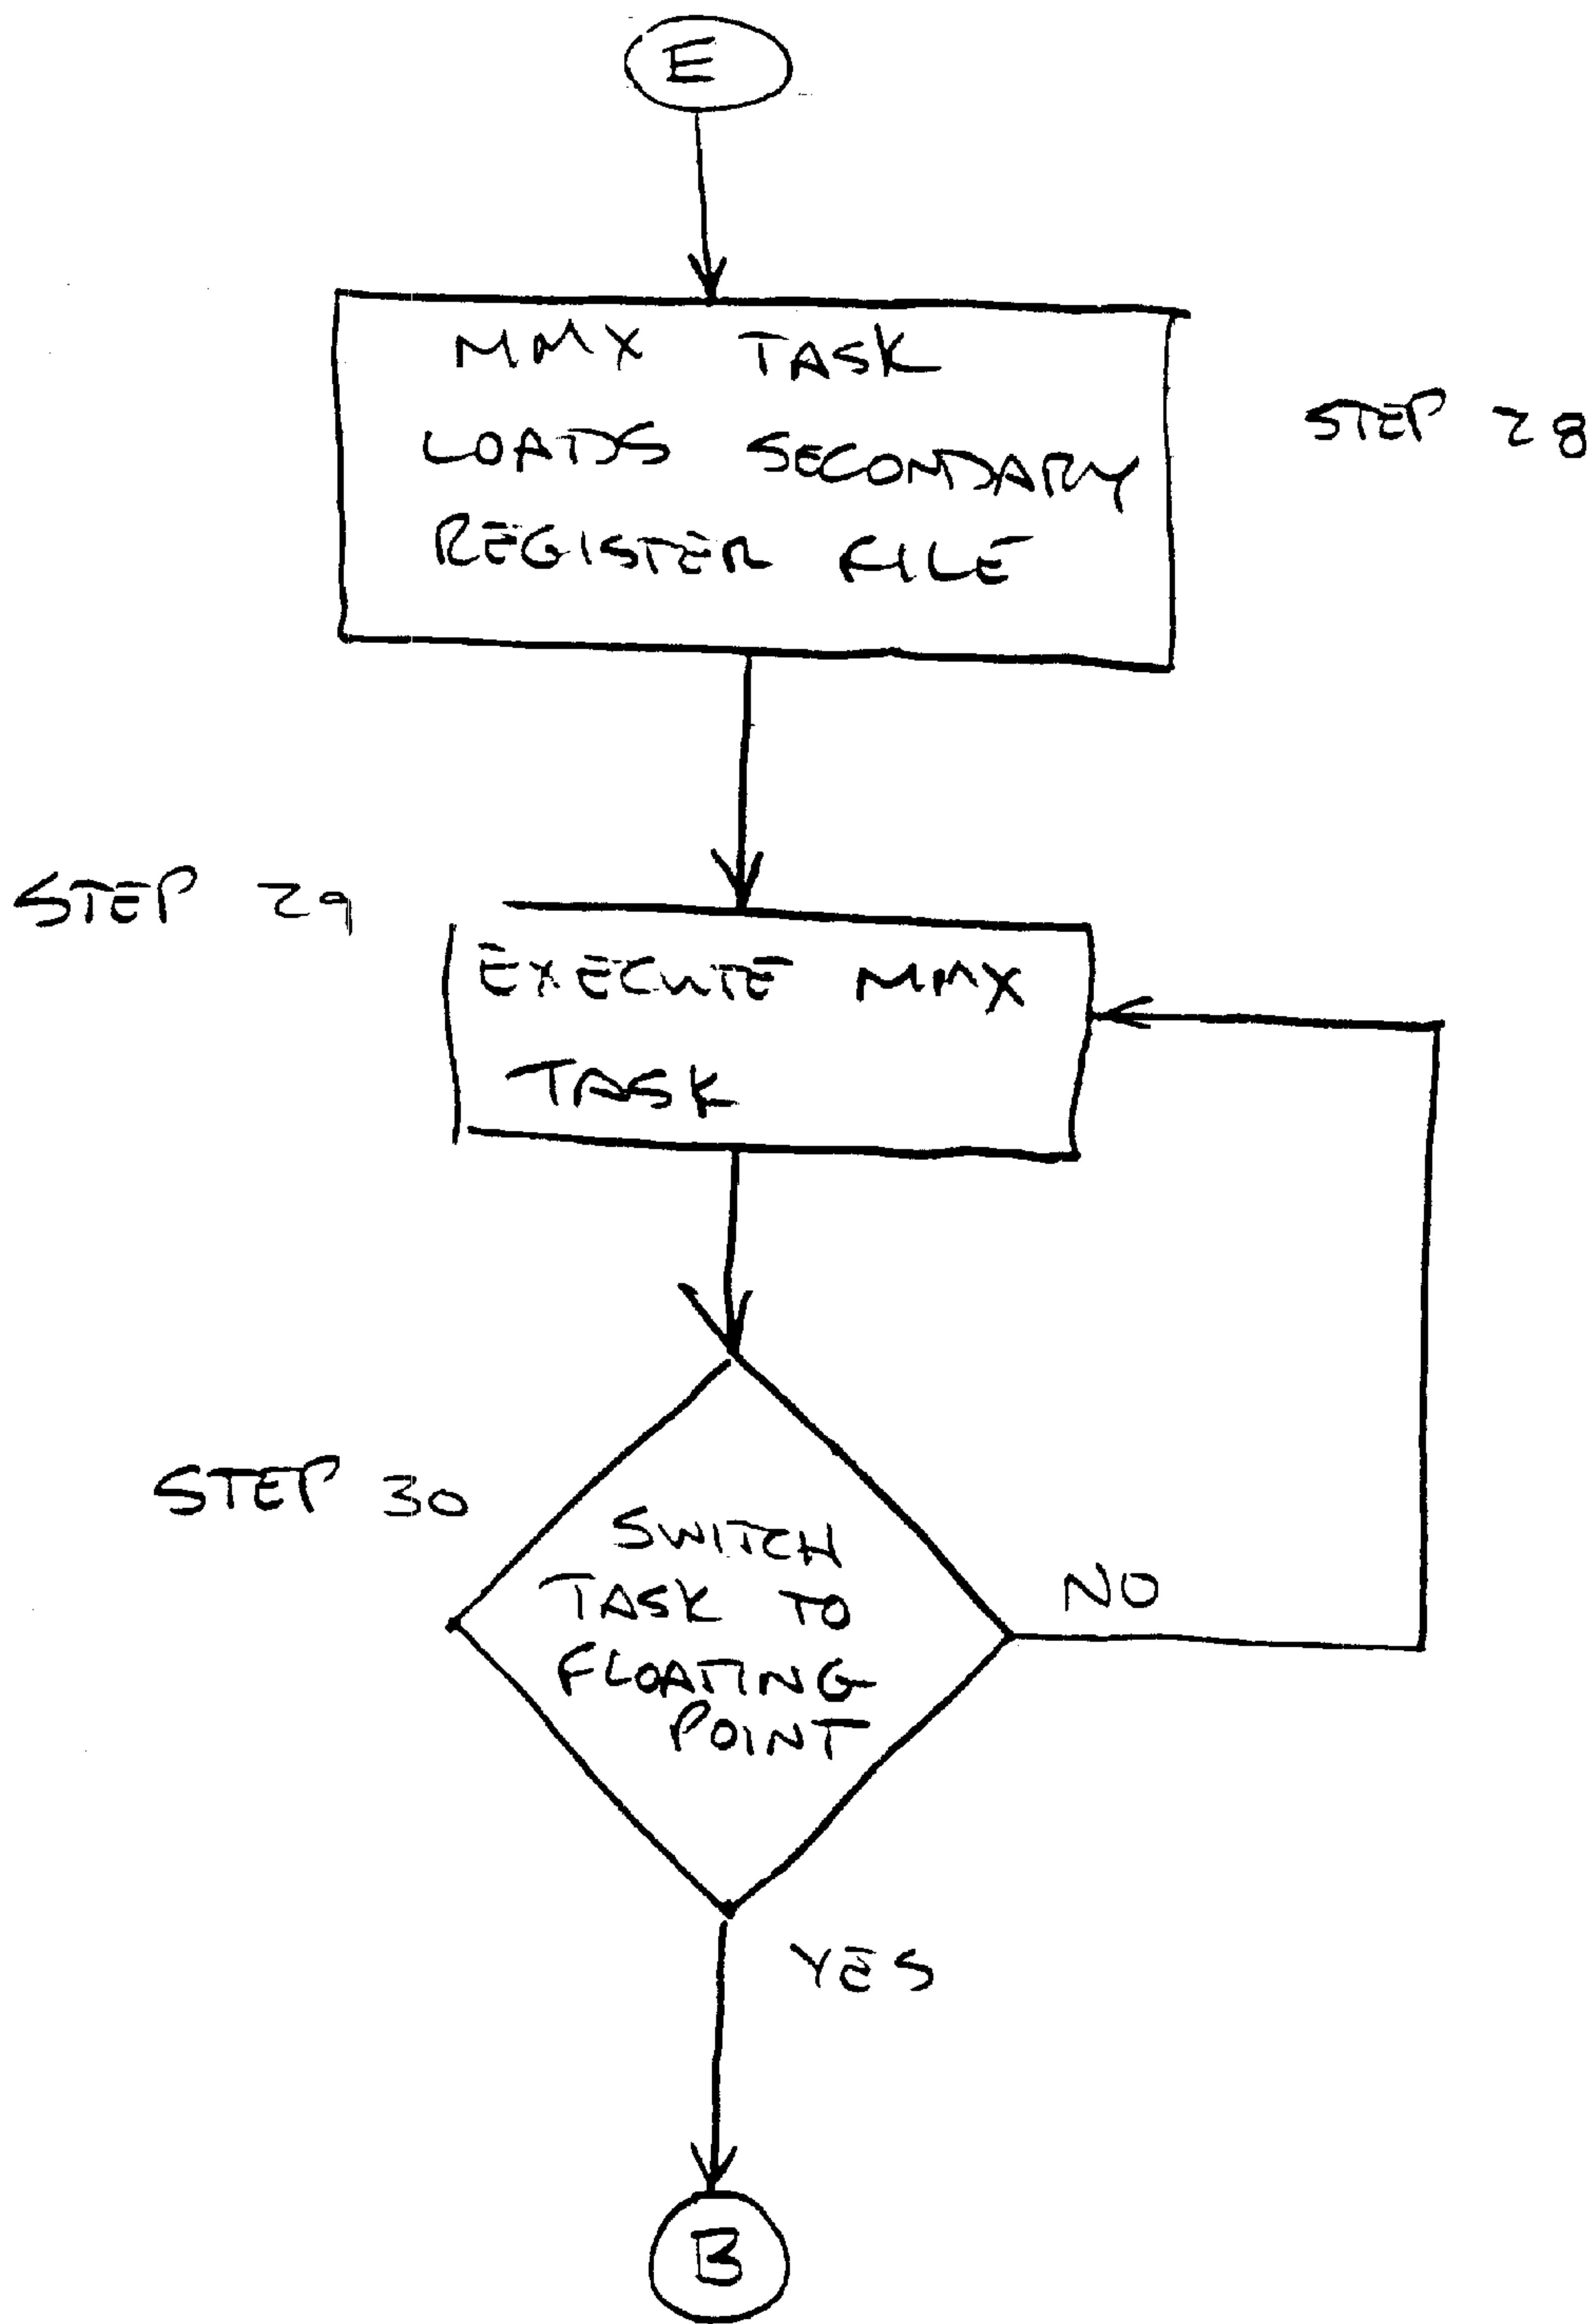 E
MMX TASK
LOADS SECONDARY
REGISTER FILE
STEP 28
STEP 29
EXECUTE MMX
TASK
STEP 30
SWITCH
TASK TO
FLOATING
POINT
NO
YES
B